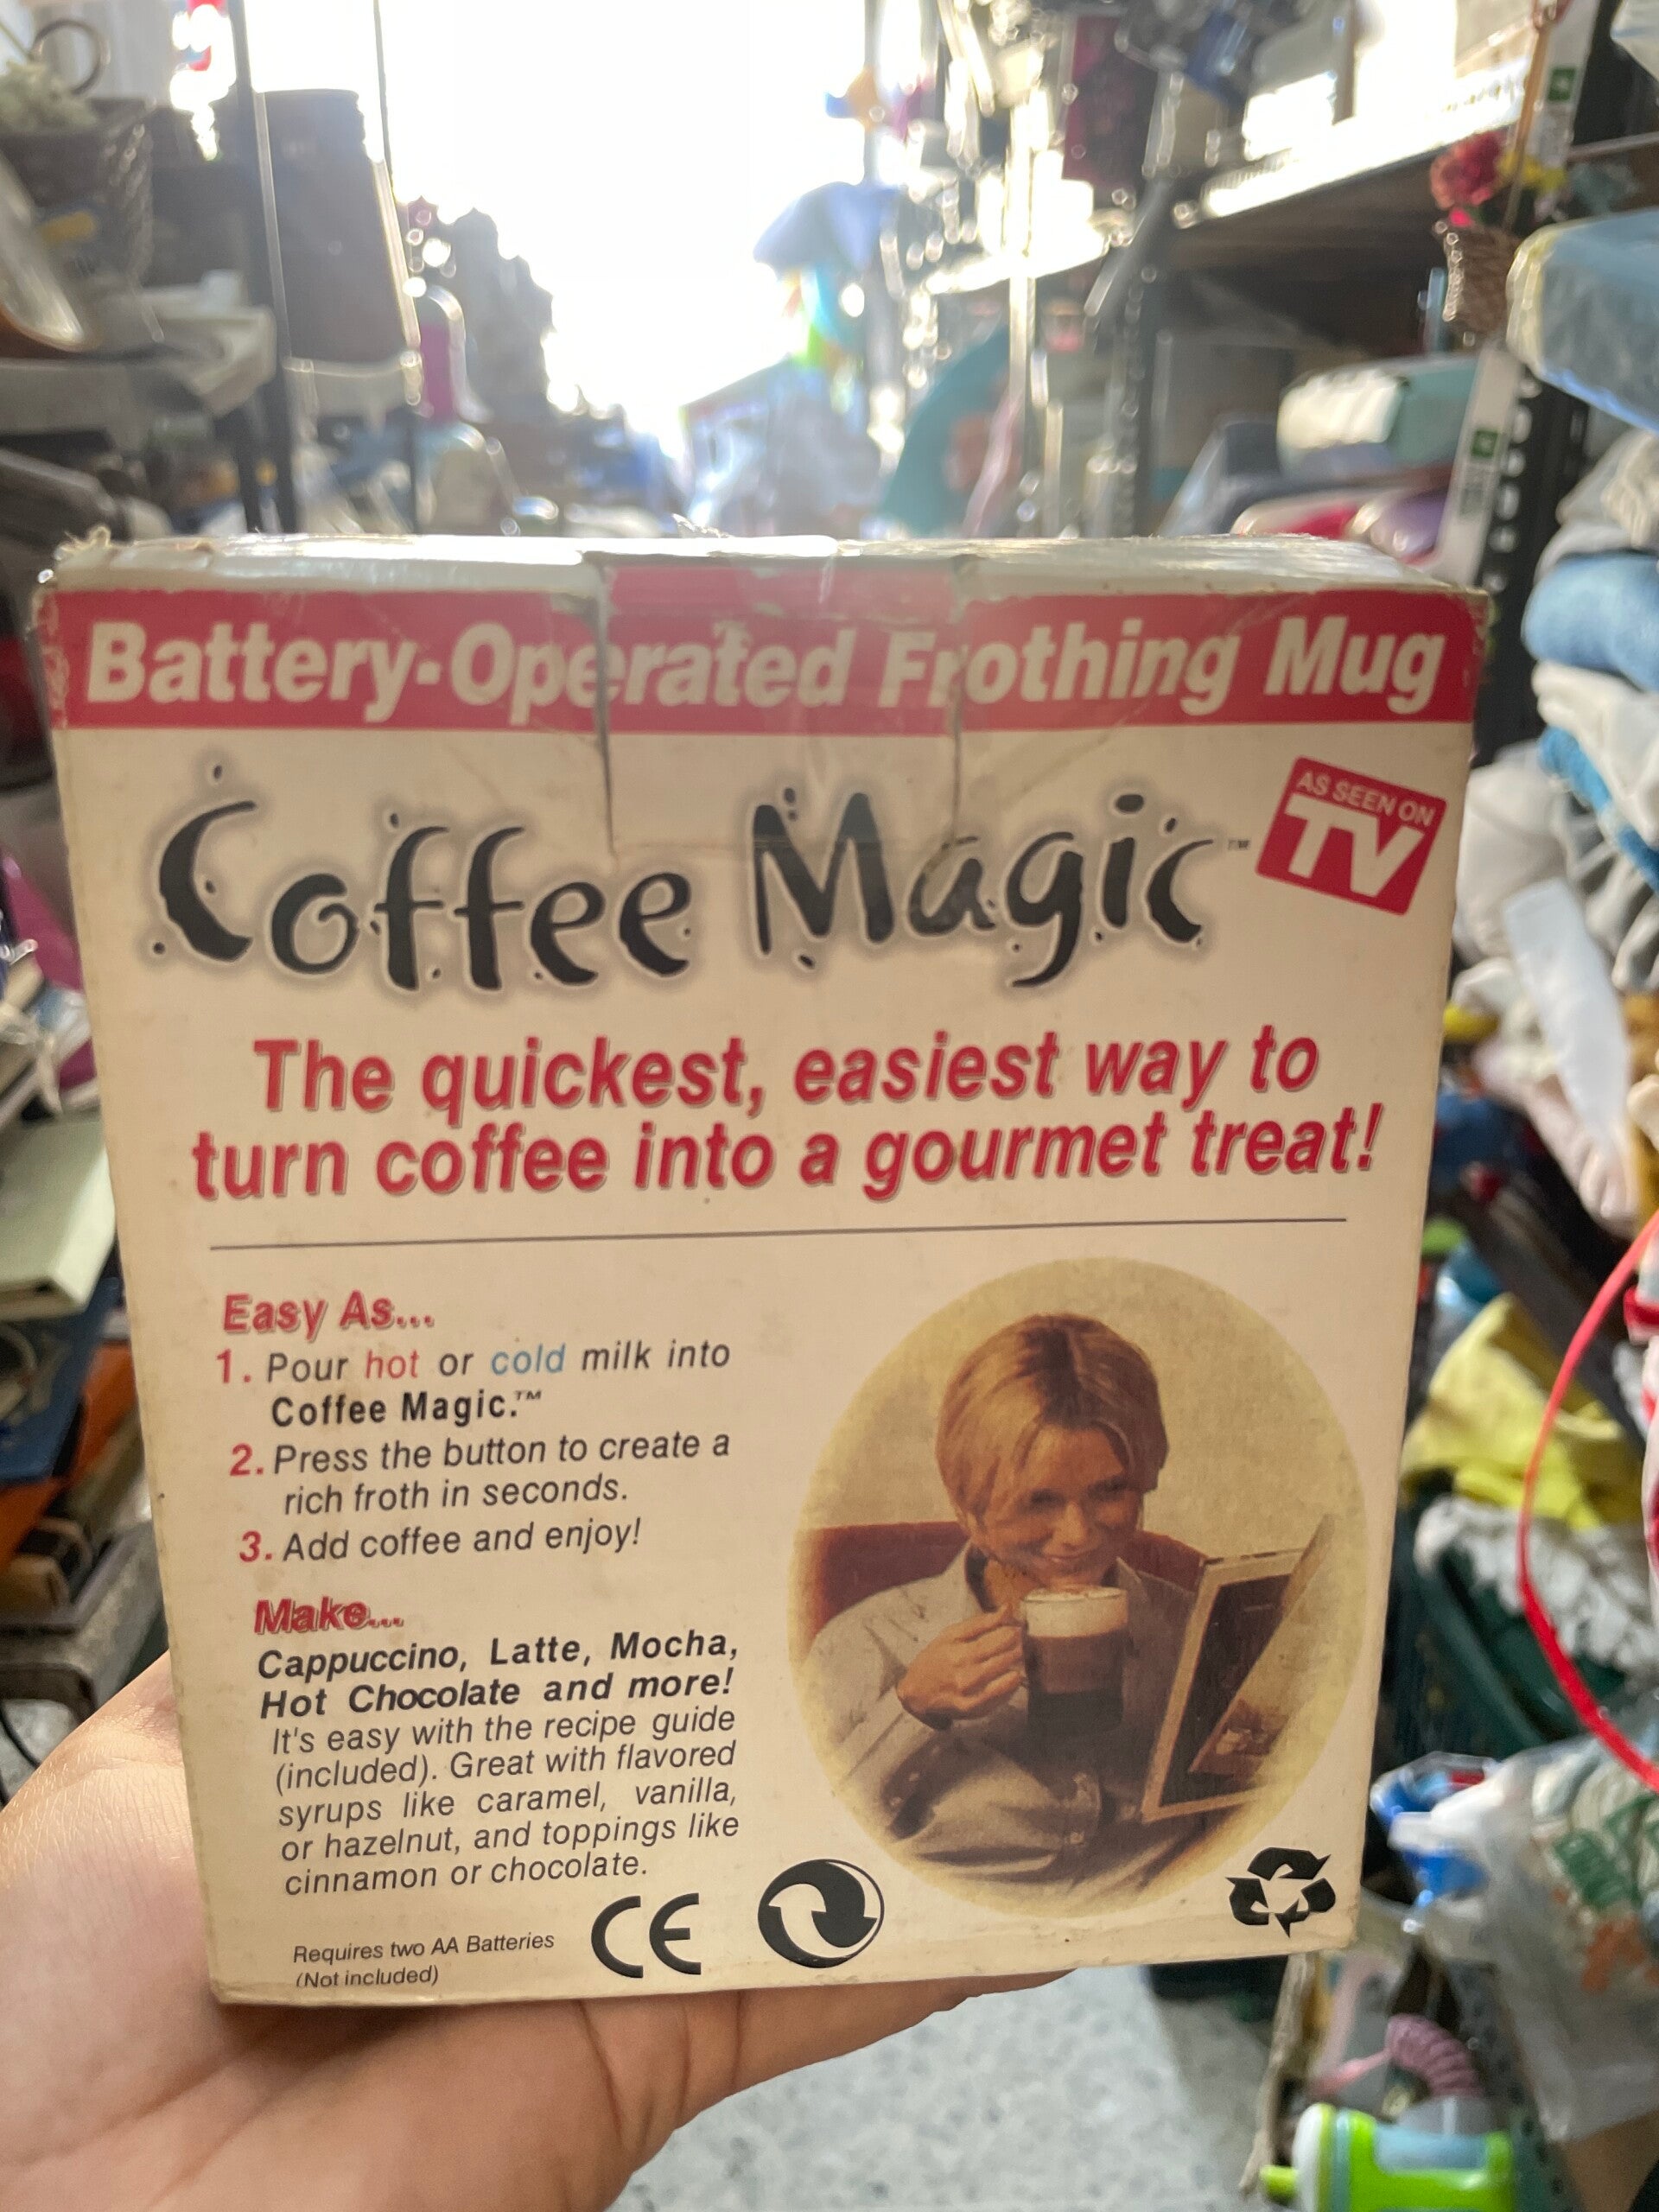 Battery-Operated Frothing Mug
Coffee Magic™
AS SEEN ON
TV
The quickest, easiest way to
turn coffee into a gourmet treat!
Easy As...
1. Pour hot or cold milk into
Coffee Magic.™
2. Press the button to create a
rich froth in seconds.
3. Add coffee and enjoy!
Make...
Cappuccino, Latte, Mocha,
Hot Chocolate and more!
It's easy with the recipe guide
(included). Great with flavored
syrups like caramel, vanilla,
or hazelnut, and toppings like
cinnamon or chocolate.
Requires two AA Batteries
(Not included)
CE